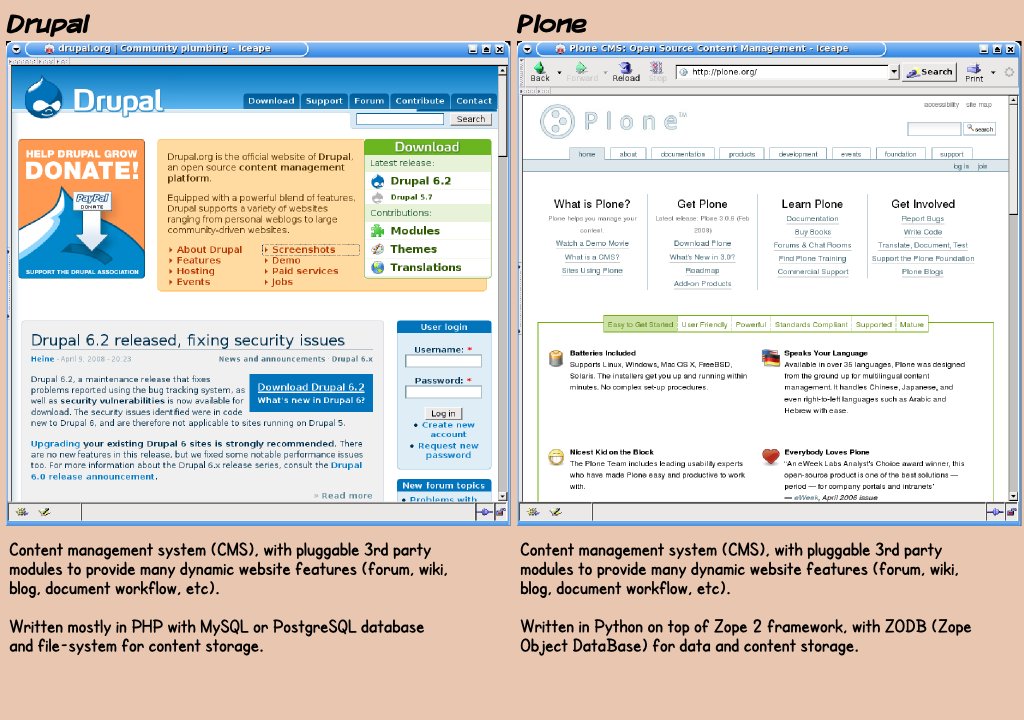 Drupal
drupal.org | Community plumbing - Iceape
Drupal
Download Support Forum Contribute Contact
Search
HELP DRUPAL GROW
DONATE!
PayPal
DONATE
SUPPORT THE DRUPAL ASSOCIATION
Drupal.org is the official website of Drupal,
an open source content management
platform.
Equipped with a powerful blend of features,
Drupal supports a variety of websites
ranging from personal weblogs to large
community-driven websites.
About Drupal
Features
Hosting
Events
Screenshots
Demo
Paid services
Jobs
Download
Latest release:
Drupal 6.2
Drupal 5.7
Contributions:
Modules
Themes
Translations
Drupal 6.2 released, fixing security issues
Heine - April 9, 2008 - 20:23
News and announcements Drupal 6.x
Drupal 6.2, a maintenance release that fixes
problems reported using the bug tracking system, as
well as security vulnerabilities is now available for
download. The security issues identified were in code
new to Drupal 6, and are therefore not applicable to sites running on Drupal 5.
Download Drupal 6.2
What's new in Drupal 6?
Upgrading your existing Drupal 6 sites is strongly recommended. There
are no new features in this release, but we fixed some notable performance issues
too. For more information about the Drupal 6.x release series, consult the Drupal
6.0 release announcement.
» Read more
User login
Username: *
Password: *
Log in
Create new
account
Request new
password
New forum topics
Problems with
Content management system (CMS), with pluggable 3rd party
modules to provide many dynamic website features (forum, wiki,
blog, document workflow, etc).
Written mostly in PHP with MySQL or PostgreSQL database
and file-system for content storage.
Plone
Plone CMS: Open Source Content Management - Iceape
Back Forward Reload Stop http://plone.org/ Search Print
accessibility site map
Plone™
search
home about documentation products development events foundation support
log in join
What is Plone?
Plone helps you manage your
content.
Watch a Demo Movie
What is a CMS?
Sites Using Plone
Get Plone
Latest release: Plone 3.0.6 (Feb
2008)
Download Plone
What's New in 3.0?
Roadmap
Add-on Products
Learn Plone
Documentation
Buy Books
Forums & Chat Rooms
Find Plone Training
Commercial Support
Get Involved
Report Bugs
Write Code
Translate, Document, Test
Support the Plone Foundation
Plone Blogs
Easy to Get Started User Friendly Powerful Standards Compliant Supported Mature
Batteries Included
Supports Linux, Windows, Mac OS X, FreeBSD,
Solaris. The installers get you up and running within
minutes. No complex set-up procedures.
Speaks Your Language
Available in over 35 languages, Plone was designed
from the ground up for multilingual content
management. It handles Chinese, Japanese, and
even right-to-left languages such as Arabic and
Hebrew with ease.
Nicest Kid on the Block
The Plone Team includes leading usability experts
who have made Plone easy and productive to work
with.
Everybody Loves Plone
"An eWeek Labs Analyst's Choice award winner, this
open-source product is one of the best solutions —
period — for company portals and intranets"
— eWeek, April 2006 issue
Content management system (CMS), with pluggable 3rd party
modules to provide many dynamic website features (forum, wiki,
blog, document workflow, etc).
Written in Python on top of Zope 2 framework, with ZODB (Zope
Object DataBase) for data and content storage.